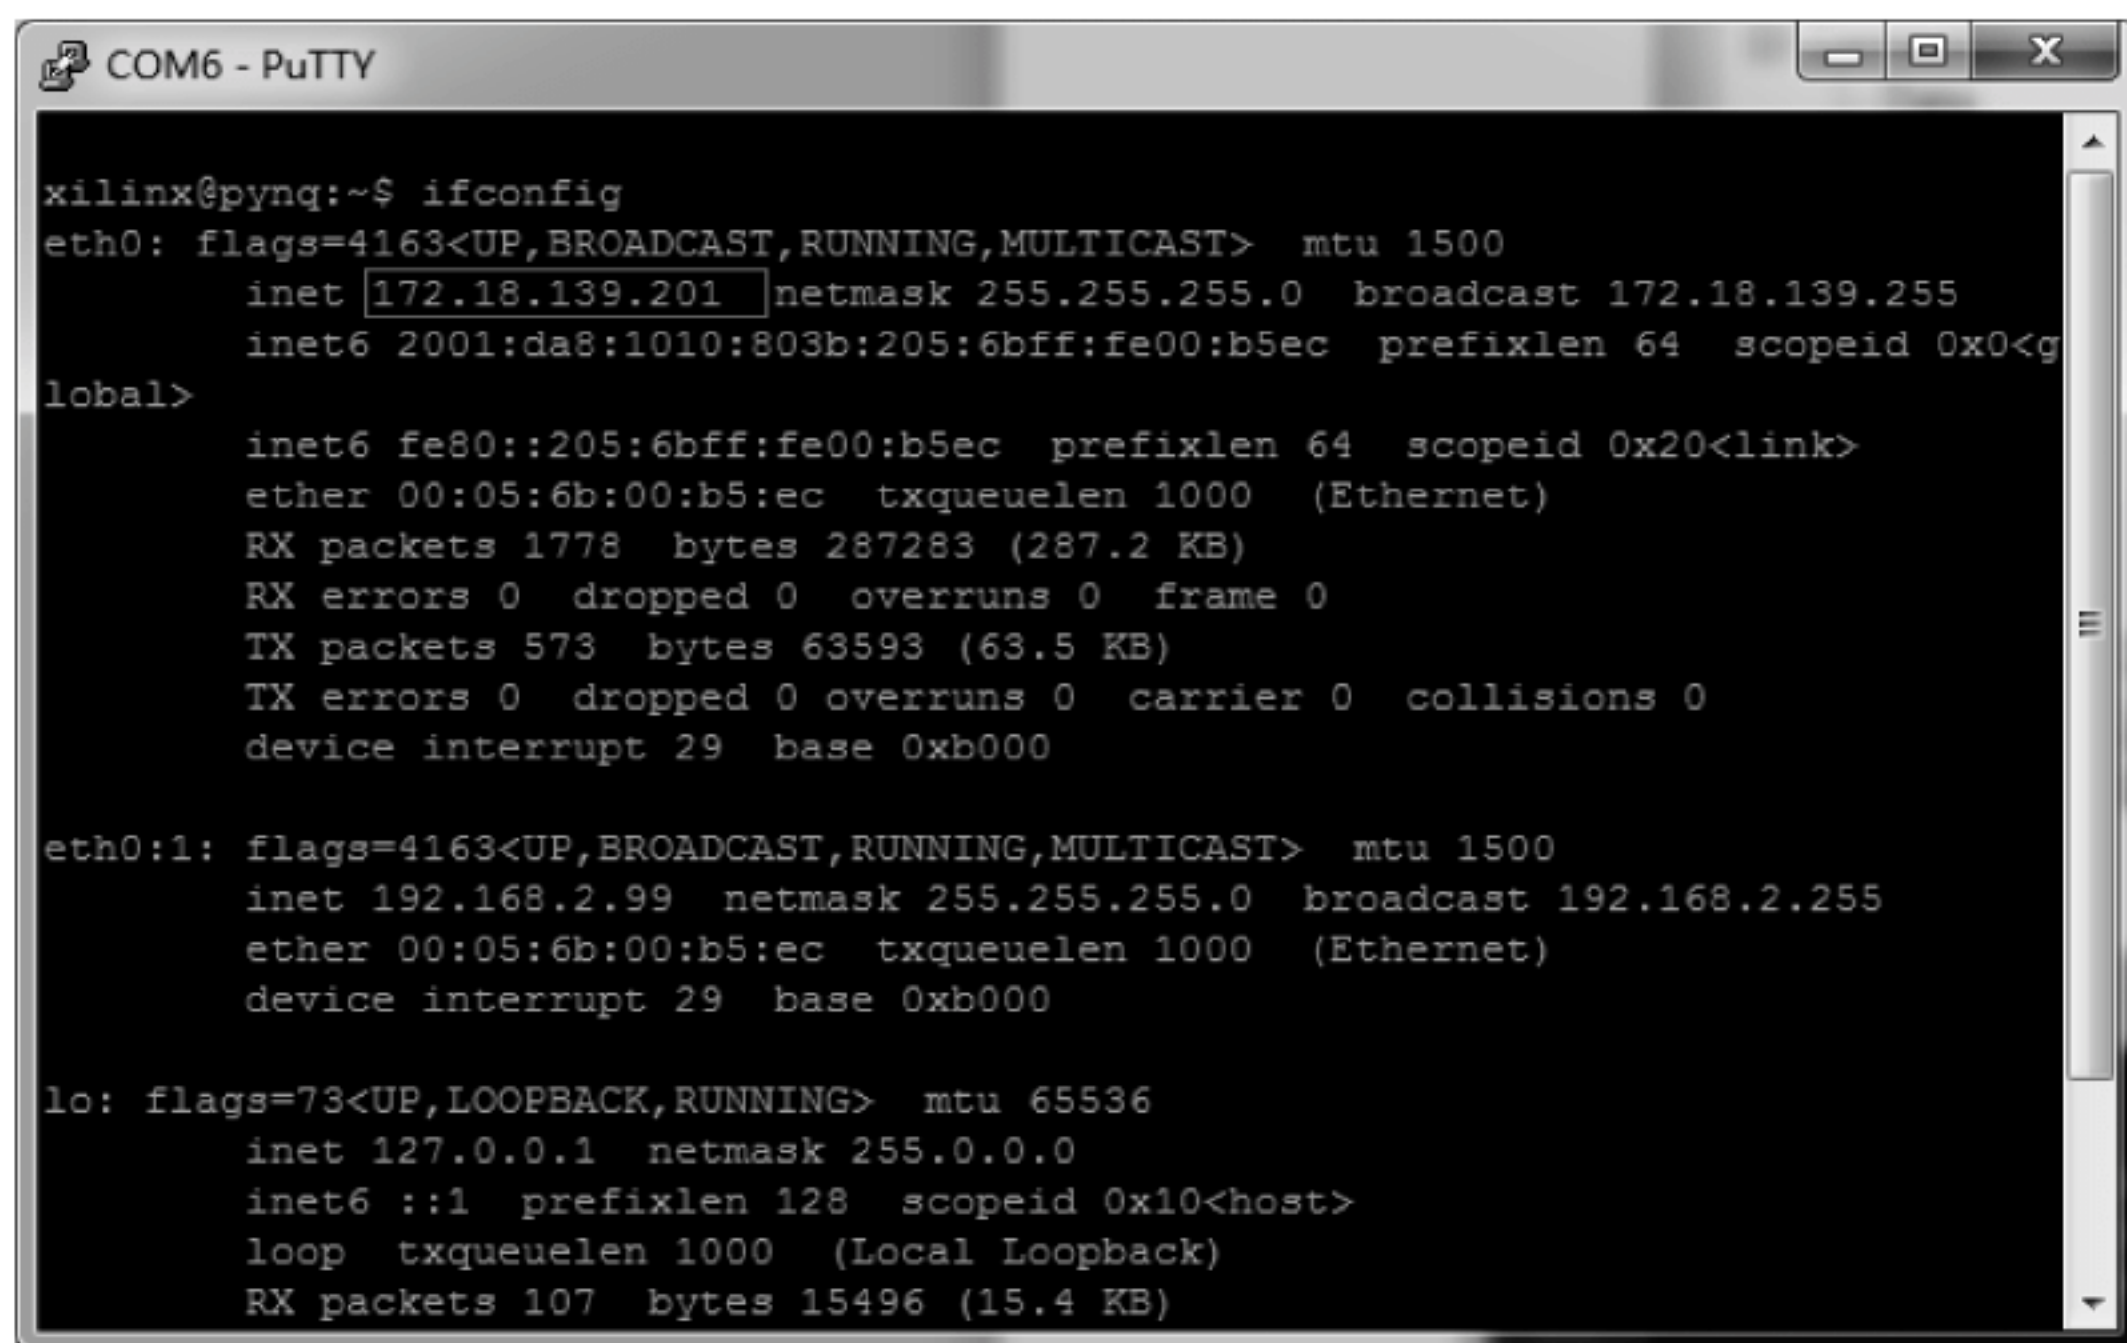 COM6 - PuTTY
xilinx@pynq:~$ ifconfig
eth0: flags=4163<UP,BROADCAST,RUNNING,MULTICAST>  mtu 1500
        inet 172.18.139.201  netmask 255.255.255.0  broadcast 172.18.139.255
        inet6 2001:da8:1010:803b:205:6bff:fe00:b5ec  prefixlen 64  scopeid 0x0<g
lobal>
        inet6 fe80::205:6bff:fe00:b5ec  prefixlen 64  scopeid 0x20<link>
        ether 00:05:6b:00:b5:ec  txqueuelen 1000  (Ethernet)
        RX packets 1778  bytes 287283 (287.2 KB)
        RX errors 0  dropped 0  overruns 0  frame 0
        TX packets 573  bytes 63593 (63.5 KB)
        TX errors 0  dropped 0 overruns 0  carrier 0  collisions 0
        device interrupt 29  base 0xb000
eth0:1: flags=4163<UP,BROADCAST,RUNNING,MULTICAST>  mtu 1500
        inet 192.168.2.99  netmask 255.255.255.0  broadcast 192.168.2.255
        ether 00:05:6b:00:b5:ec  txqueuelen 1000  (Ethernet)
        device interrupt 29  base 0xb000
lo: flags=73<UP,LOOPBACK,RUNNING>  mtu 65536
        inet 127.0.0.1  netmask 255.0.0.0
        inet6 ::1  prefixlen 128  scopeid 0x10<host>
        loop  txqueuelen 1000  (Local Loopback)
        RX packets 107  bytes 15496 (15.4 KB)